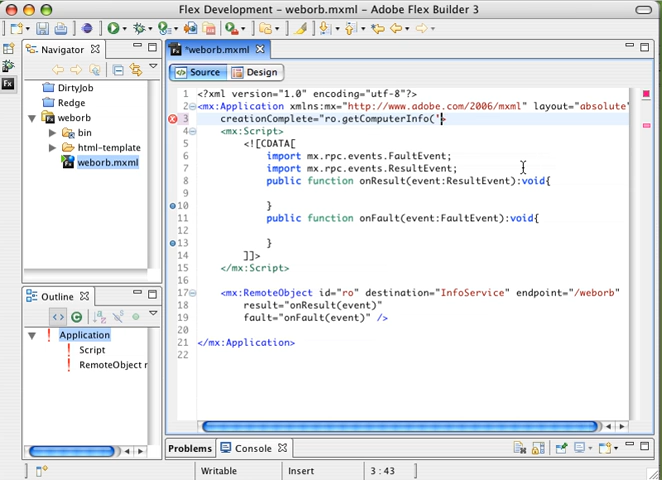 Flex Development - weborb.mxml - Adobe Flex Builder 3
Navigator
DirtyJob
Redge
weborb
bin
html-template
weborb.mxml
Outline
Application
Script
RemoteObject r
*weborb.mxml
Source
Design
1 <?xml version="1.0" encoding="utf-8"?>
2 <mx:Application xmlns:mx="http://www.adobe.com/2006/mxml" layout="absolute"
3 creationComplete="ro.getComputerInfo('>
4 <mx:Script>
5 <![CDATA[
6 import mx.rpc.events.FaultEvent;
7 import mx.rpc.events.ResultEvent;
8 public function onResult(event:ResultEvent):void{
9
10 }
11 public function onFault(event:FaultEvent):void{
12
13 }
14 ]]>
15 </mx:Script>
16
17 <mx:RemoteObject id="ro" destination="InfoService" endpoint="/weborb"
18 result="onResult(event)"
19 fault="onFault(event)" />
20
21 </mx:Application>
22
Problems
Console
Writable
Insert
3 : 43